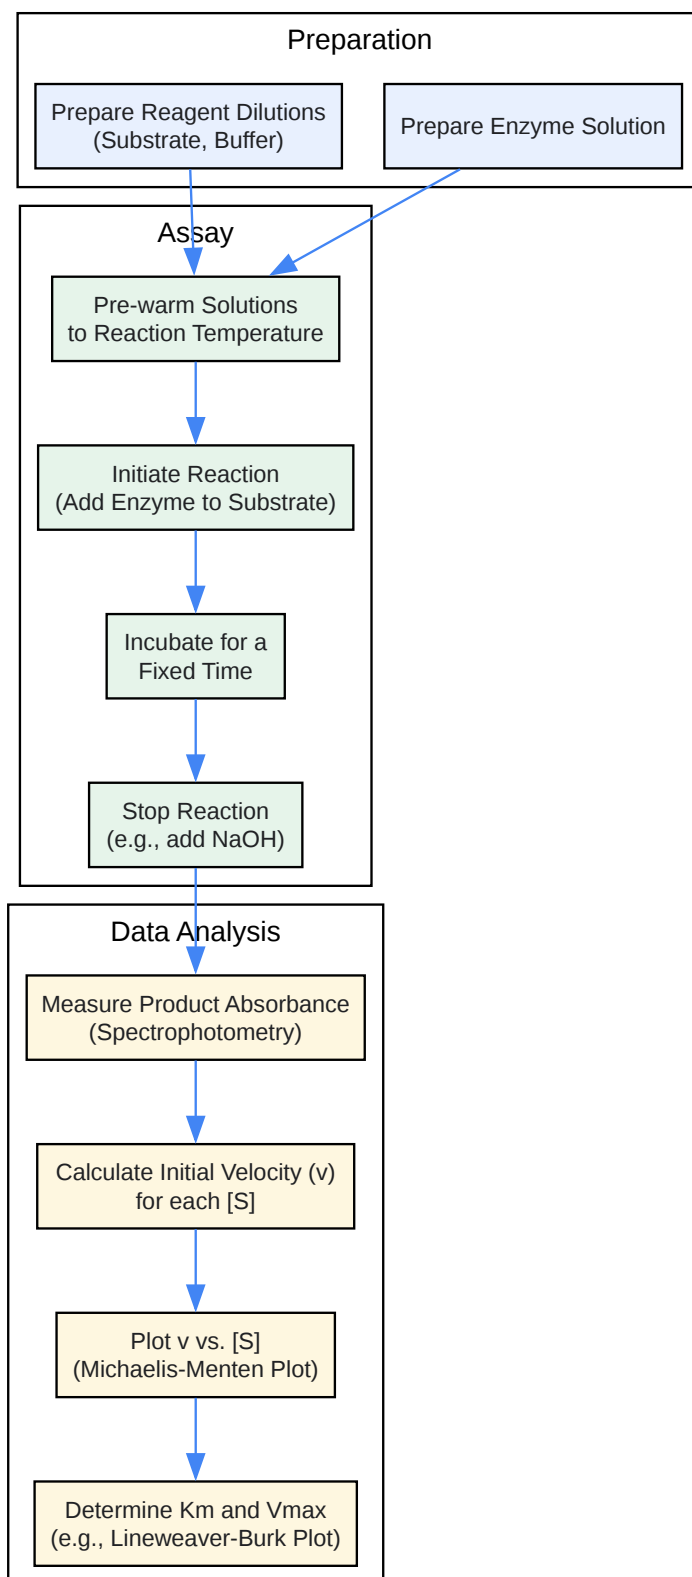 Preparation
Prepare Reagent Dilutions
(Substrate, Buffer)
Prepare Enzyme Solution
Assay
Pre-warm Solutions
to Reaction Temperature
Initiate Reaction
(Add Enzyme to Substrate)
Incubate for a
Fixed Time
Stop Reaction
(e.g., add NaOH)
Data Analysis
Measure Product Absorbance
(Spectrophotometry)
Calculate Initial Velocity (v)
for each [S]
Plot v vs. [S]
(Michaelis-Menten Plot)
Determine Km and Vmax
(e.g., Lineweaver-Burk Plot)